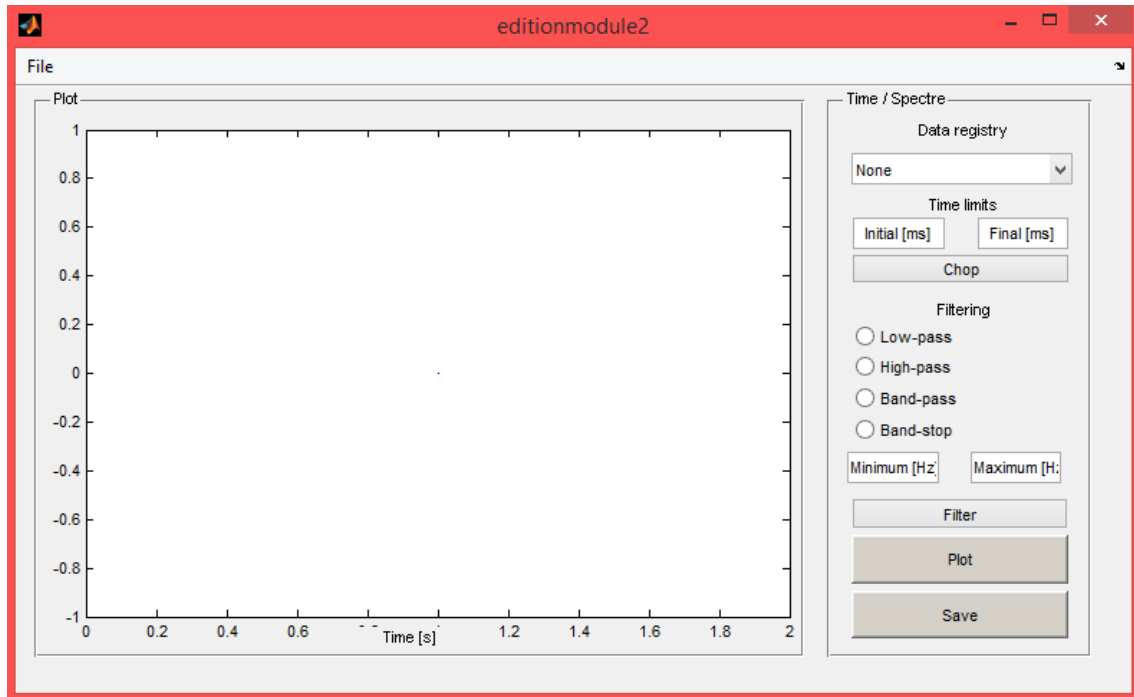 editionmodule2
File
Plot
1
0.8
0.6
0.4
0.2
0
-0.2
-0.4
-0.6
-0.8
-1
0 0.2 0.4 0.6 1.2 1.4 1.6 1.8 2
Time [s]
Time / Spectre
Data registry
None
Time limits
Initial [ms] Final [ms]
Chop
Filtering
Low-pass
High-pass
Band-pass
Band-stop
Minimum [Hz] Maximum [H
Filter
Plot
Save